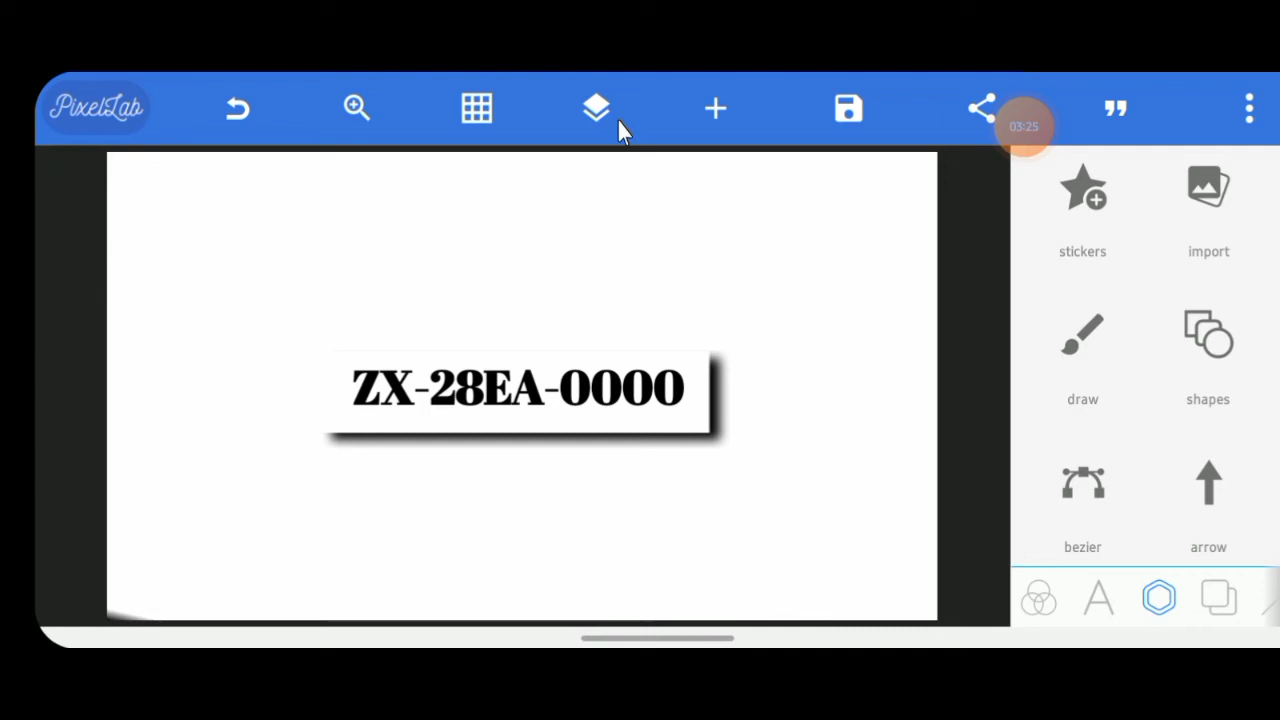 PixelLab
03:25
stickers
import
ZX-28EA-0000
draw
shapes
bezier
arrow